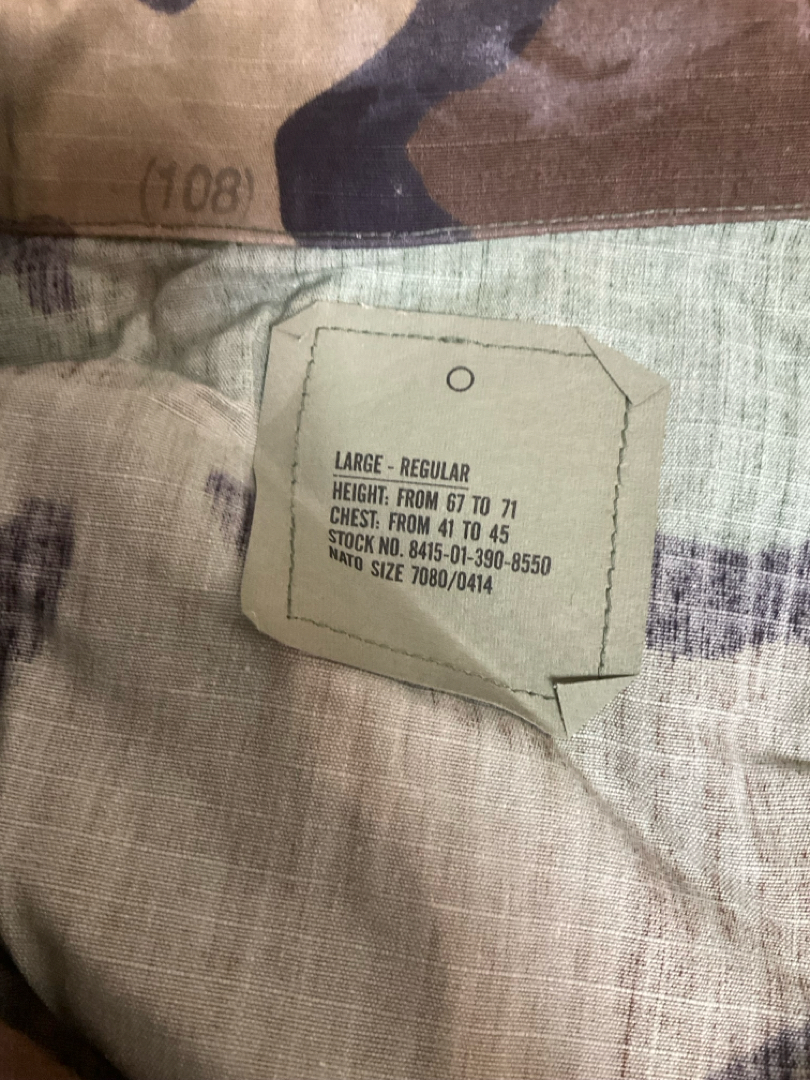 (108)
LARGE - REGULAR
HEIGHT: FROM 67 TO 71
CHEST: FROM 41 TO 45
STOCK NO. 8415-01-390-8550
NATO SIZE 7080/0414